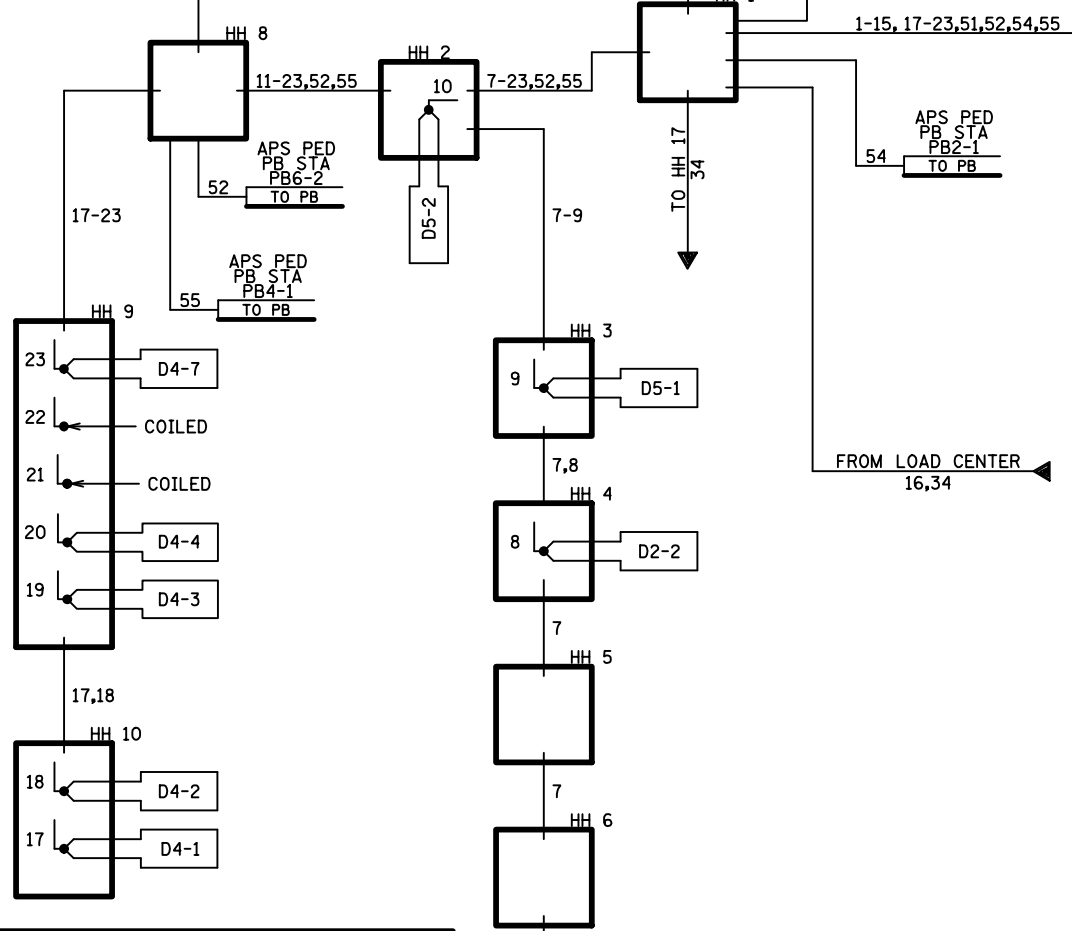 1-15, 17-23,51,52,54,55
HH 8
HH 2
11-23,52,55
10
7-23,52,55
APS PED
PB STA
PB2-1
54
TO PB
APS PED
PB STA
PB6-2
52
TO PB
D5-2
TO HH 17
34
17-23
7-9
APS PED
PB STA
PB4-1
55
TO PB
HH 9
23
D4-7
22
COILED
21
COILED
20
D4-4
19
D4-3
HH 3
9
D5-1
7,8
HH 4
8
D2-2
FROM LOAD CENTER
16,34
7
HH 5
17,18
HH 10
18
D4-2
17
D4-1
7
HH 6